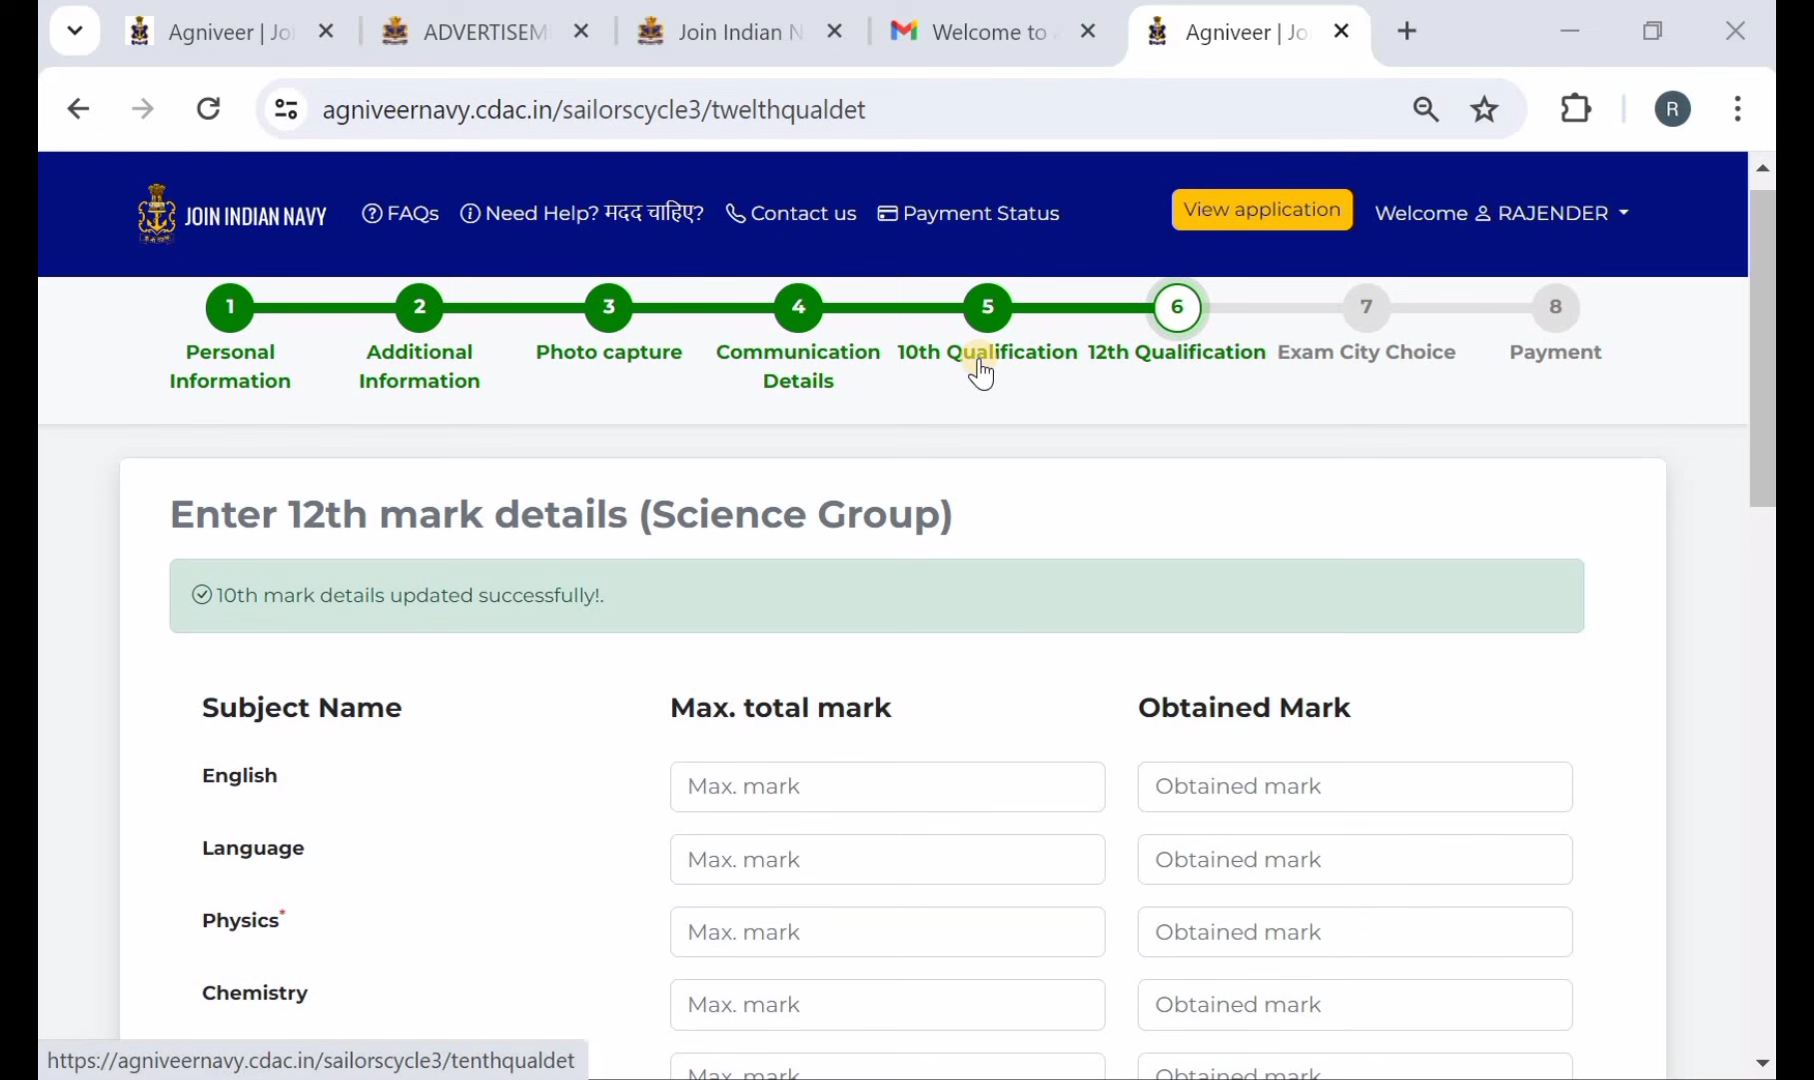 Agniveer | Jo
ADVERTISEM
Join Indian N
Welcome to
Agniveer | Jo
agniveernavy.cdac.in/sailorscycle3/twelthqualdet
R
JOIN INDIAN NAVY
FAQs
Need Help? मदद चाहिए?
Contact us
Payment Status
View application
Welcome RAJENDER
1
2
3
4
5
6
7
8
Personal Information
Additional Information
Photo capture
Communication Details
10th Qualification
12th Qualification
Exam City Choice
Payment
Enter 12th mark details (Science Group)
10th mark details updated successfully!.
Subject Name Max. total mark Obtained Mark
English Max. mark Obtained mark
Language Max. mark Obtained mark
Physics* Max. mark Obtained mark
Chemistry Max. mark Obtained mark
Max. mark Obtained mark
https://agniveernavy.cdac.in/sailorscycle3/tenthqualdet